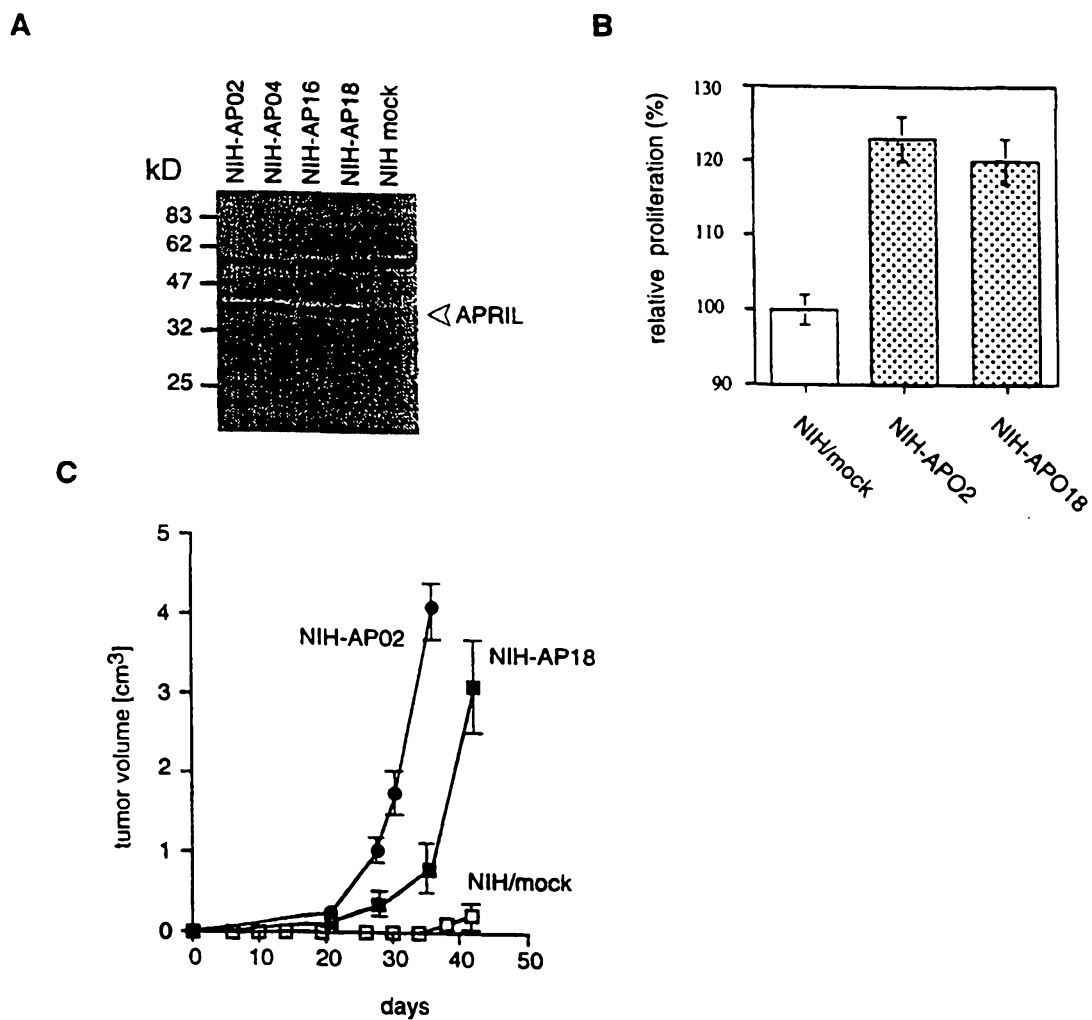 A
NIH-AP02
NIH-AP04
NIH-AP16
NIH-AP18
NIH mock
kD
83
62
47
32
25
APRIL
B
relative proliferation (%)
130
120
110
100
90
NIH/mock
NIH-APO2
NIH-APO18
C
tumor volume [cm³]
5
4
3
2
1
0
NIH-AP02
NIH-AP18
NIH/mock
0 10 20 30 40 50
days